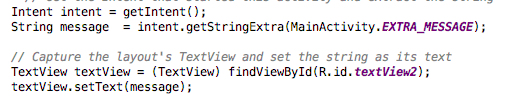 Intent intent = getIntent();
String message  = intent.getStringExtra(MainActivity.EXTRA_MESSAGE);
// Capture the layout's TextView and set the string as its text
TextView textView = (TextView) findViewById(R.id.textView2);
textView.setText(message);